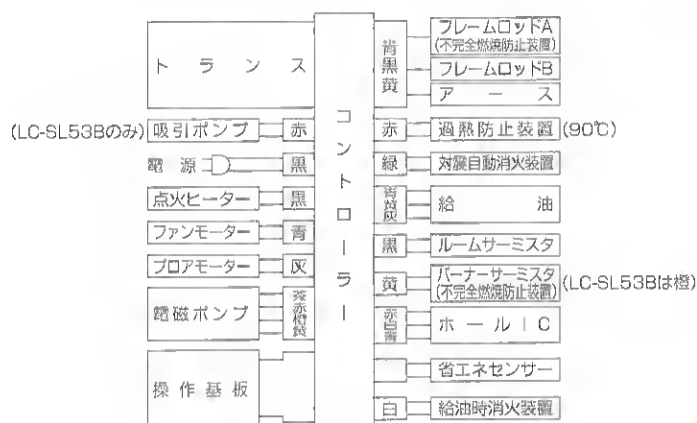 トランス
(LC-SL53Bのみ) 吸引ポンプ 赤
電源 黒
点火ヒーター 黒
ファンモーター 青
ブロアモーター 灰
電磁ポンプ 茶赤橙黄
操作基板
コントローラー
青黒黄
フレームロッドA
(不完全燃焼防止装置)
フレームロッドB
アース
赤 過熱防止装置 (90℃)
緑 対震自動消火装置
青黄灰 給油
黒 ルームサーミスタ
黄 バーナーサーミスタ
(不完全燃焼防止装置) (LC-SL53Bは橙)
赤白青 ホールIC
省エネセンサー
白 給油時消火装置